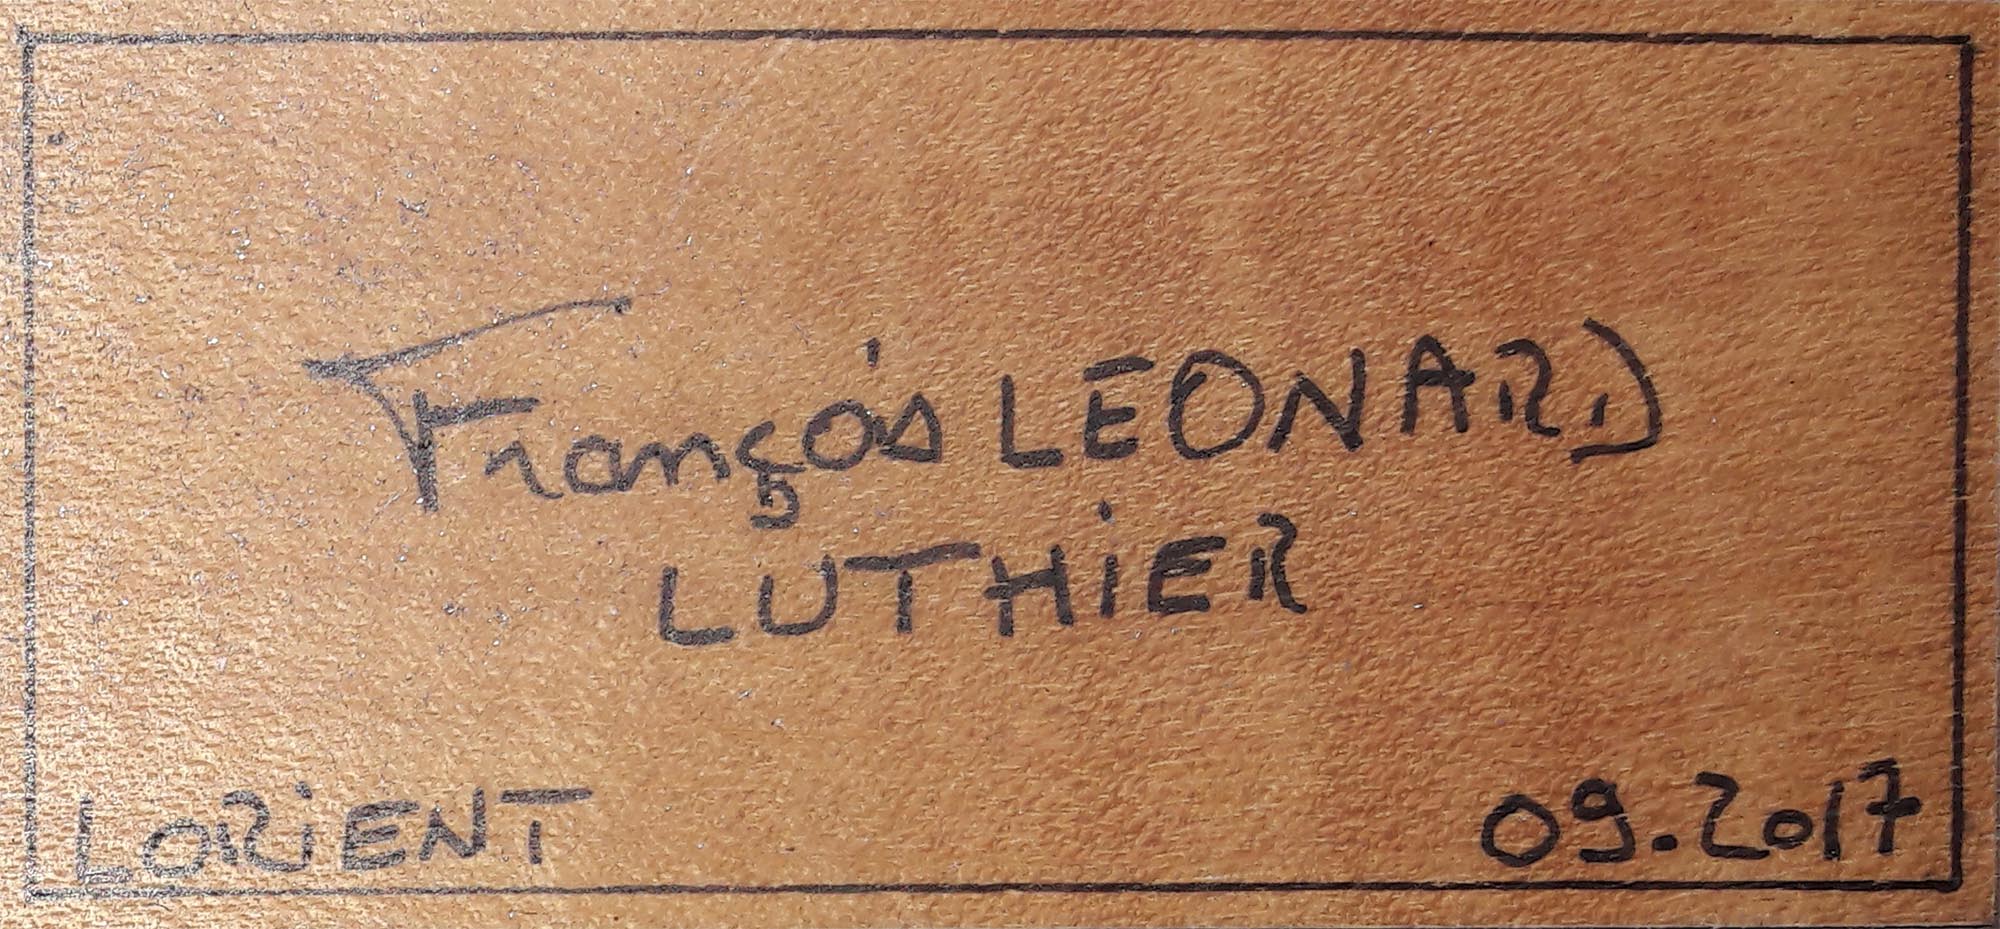 François LEONARD
LUTHiER
LORiENT
09.2017